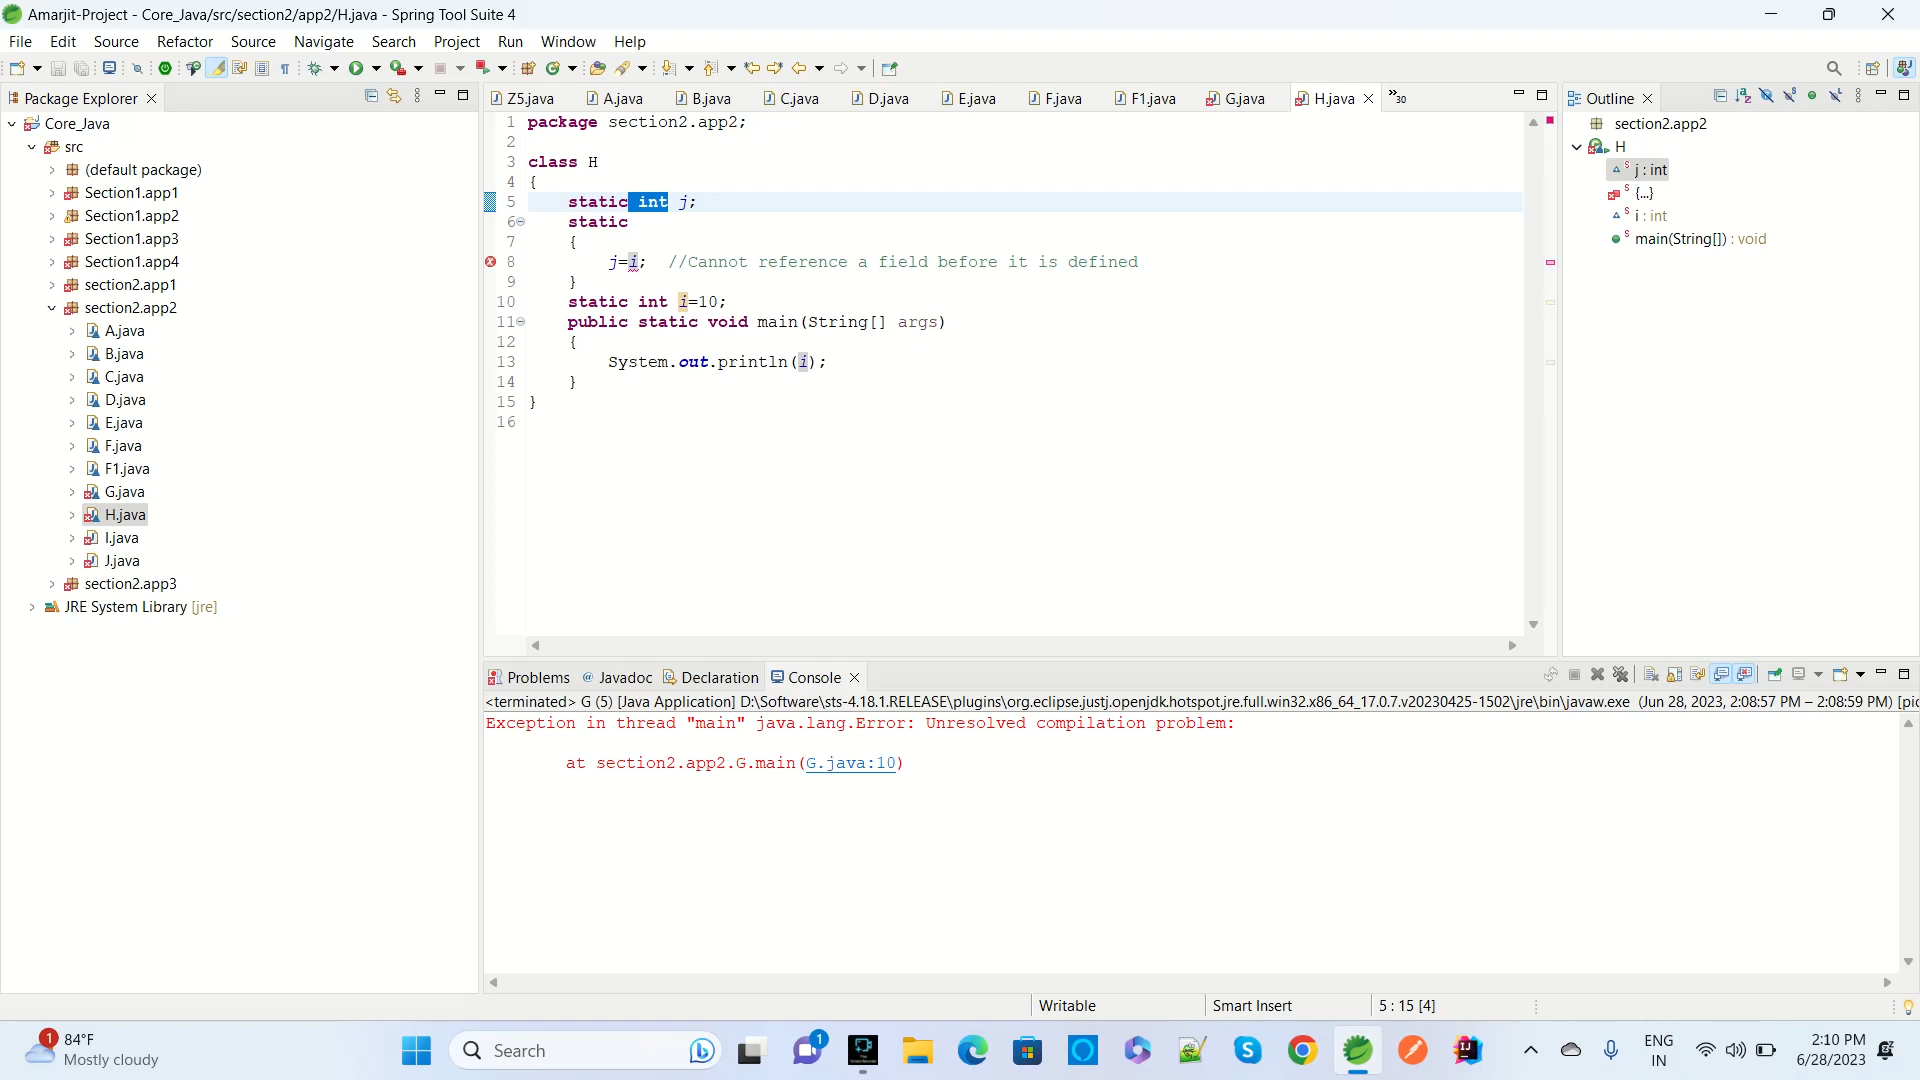 Amarjit-Project - Core_Java/src/section2/app2/H.java - Spring Tool Suite 4
File Edit Source Refactor Source Navigate Search Project Run Window Help
Package Explorer
Core_Java
src
(default package)
Section1.app1
Section1.app2
Section1.app3
Section1.app4
section2.app1
section2.app2
A.java
B.java
C.java
D.java
E.java
F.java
F1.java
G.java
H.java
I.java
J.java
section2.app3
JRE System Library [jre]
Z5.java A.java B.java C.java D.java E.java F.java F1.java G.java H.java »30
1 package section2.app2;
2
3 class H
4 {
5 static int j;
6 static
7 {
8 j=i; //Cannot reference a field before it is defined
9 }
10 static int i=10;
11 public static void main(String[] args)
12 {
13 System.out.println(i);
14 }
15 }
16
Outline
section2.app2
H
j : int
{...}
i : int
main(String[]) : void
Problems @ Javadoc Declaration Console
<terminated> G (5) [Java Application] D:\Software\sts-4.18.1.RELEASE\plugins\org.eclipse.justj.openjdk.hotspot.jre.full.win32.x86_64_17.0.7.v20230425-1502\jre\bin\javaw.exe (Jun 28, 2023, 2:08:57 PM – 2:08:59 PM) [pid
Exception in thread "main" java.lang.Error: Unresolved compilation problem:
at section2.app2.G.main(G.java:10)
Writable Smart Insert 5 : 15 [4]
1 84°F
Mostly cloudy
Search
1
ENG
IN
2:10 PM
6/28/2023